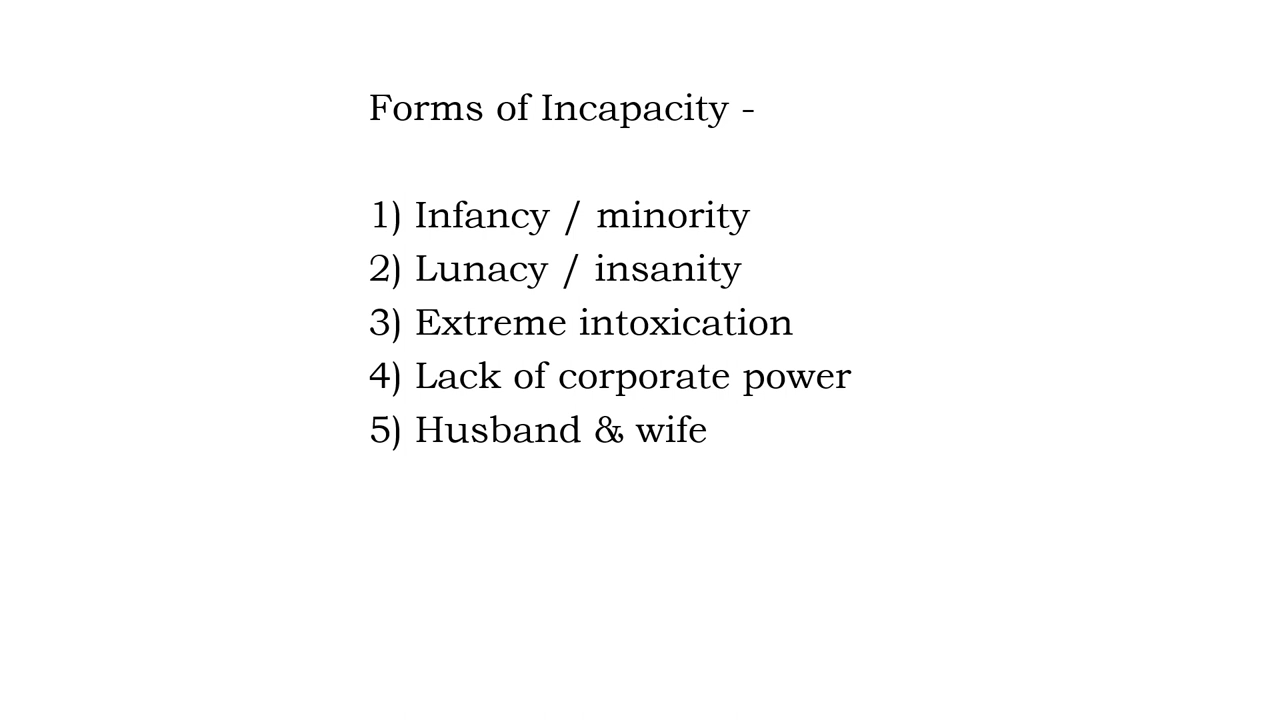 Forms of Incapacity -
1) Infancy / minority
2) Lunacy / insanity
3) Extreme intoxication
4) Lack of corporate power
5) Husband & wife